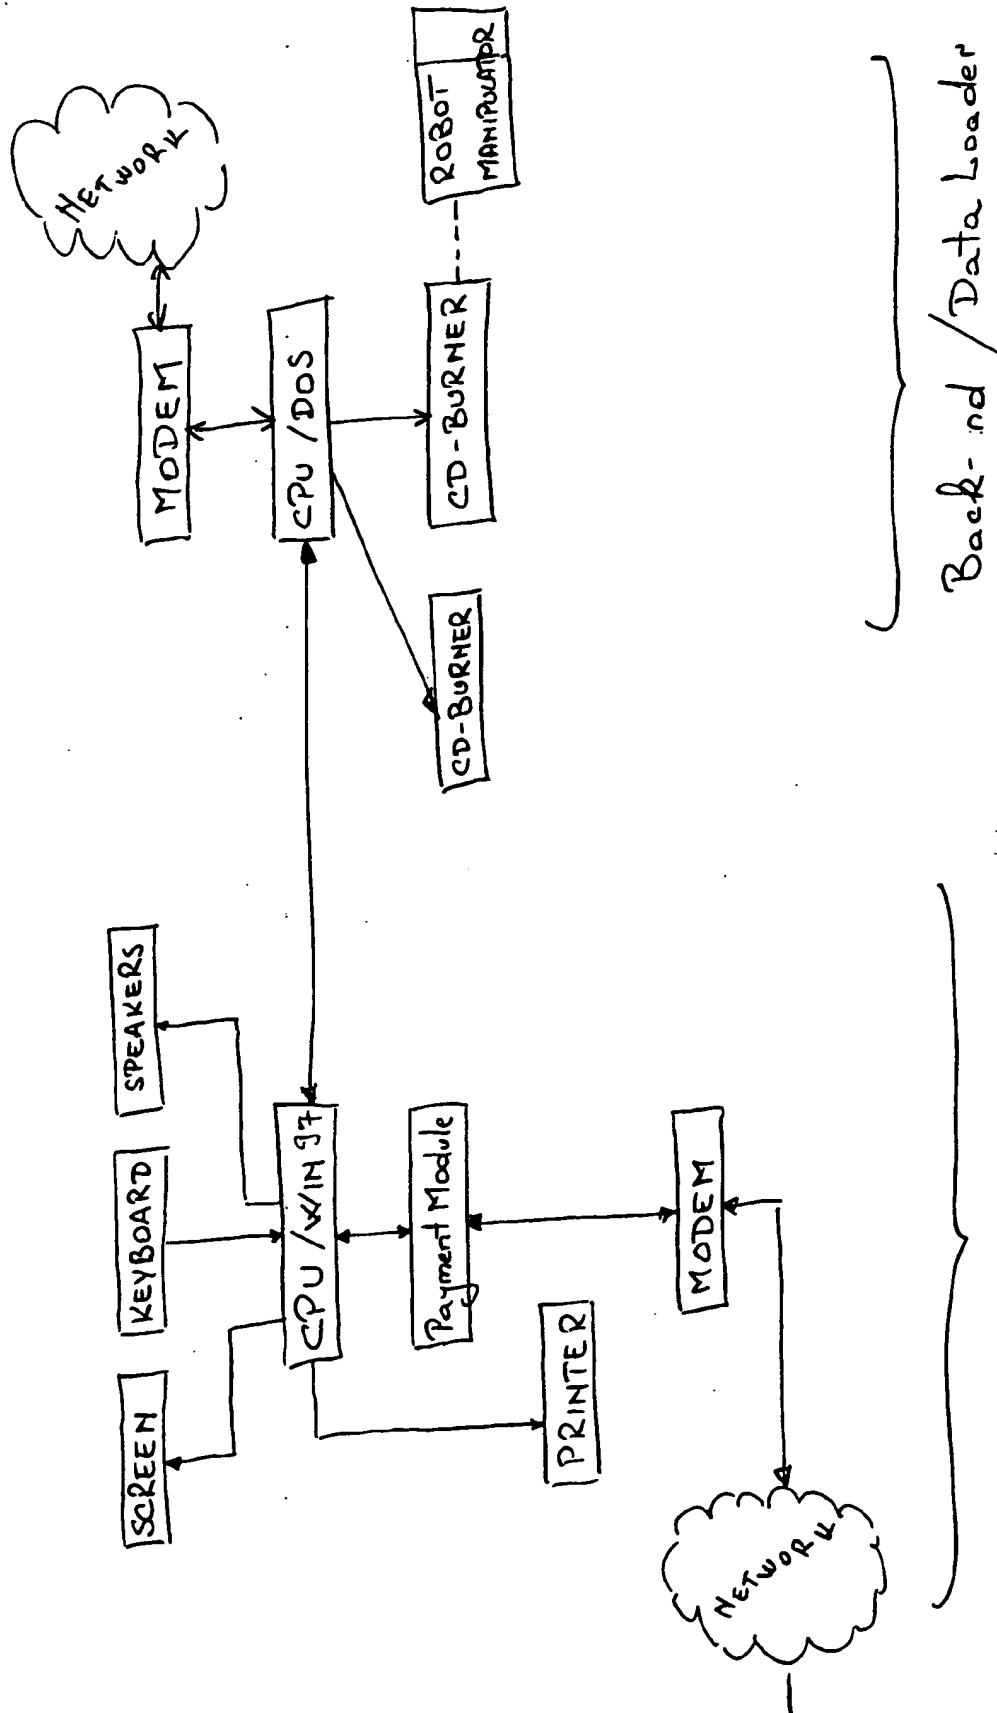 NETWORK
SCREEN
KEYBOARD
SPEAKERS
MODEM
CPU / WIN 97
CPU / DOS
Payment Module
CD-BURNER
CD-BURNER
ROBOT
MANIPULATOR
PRINTER
MODEM
NETWORK
Back- nd / Data Loader